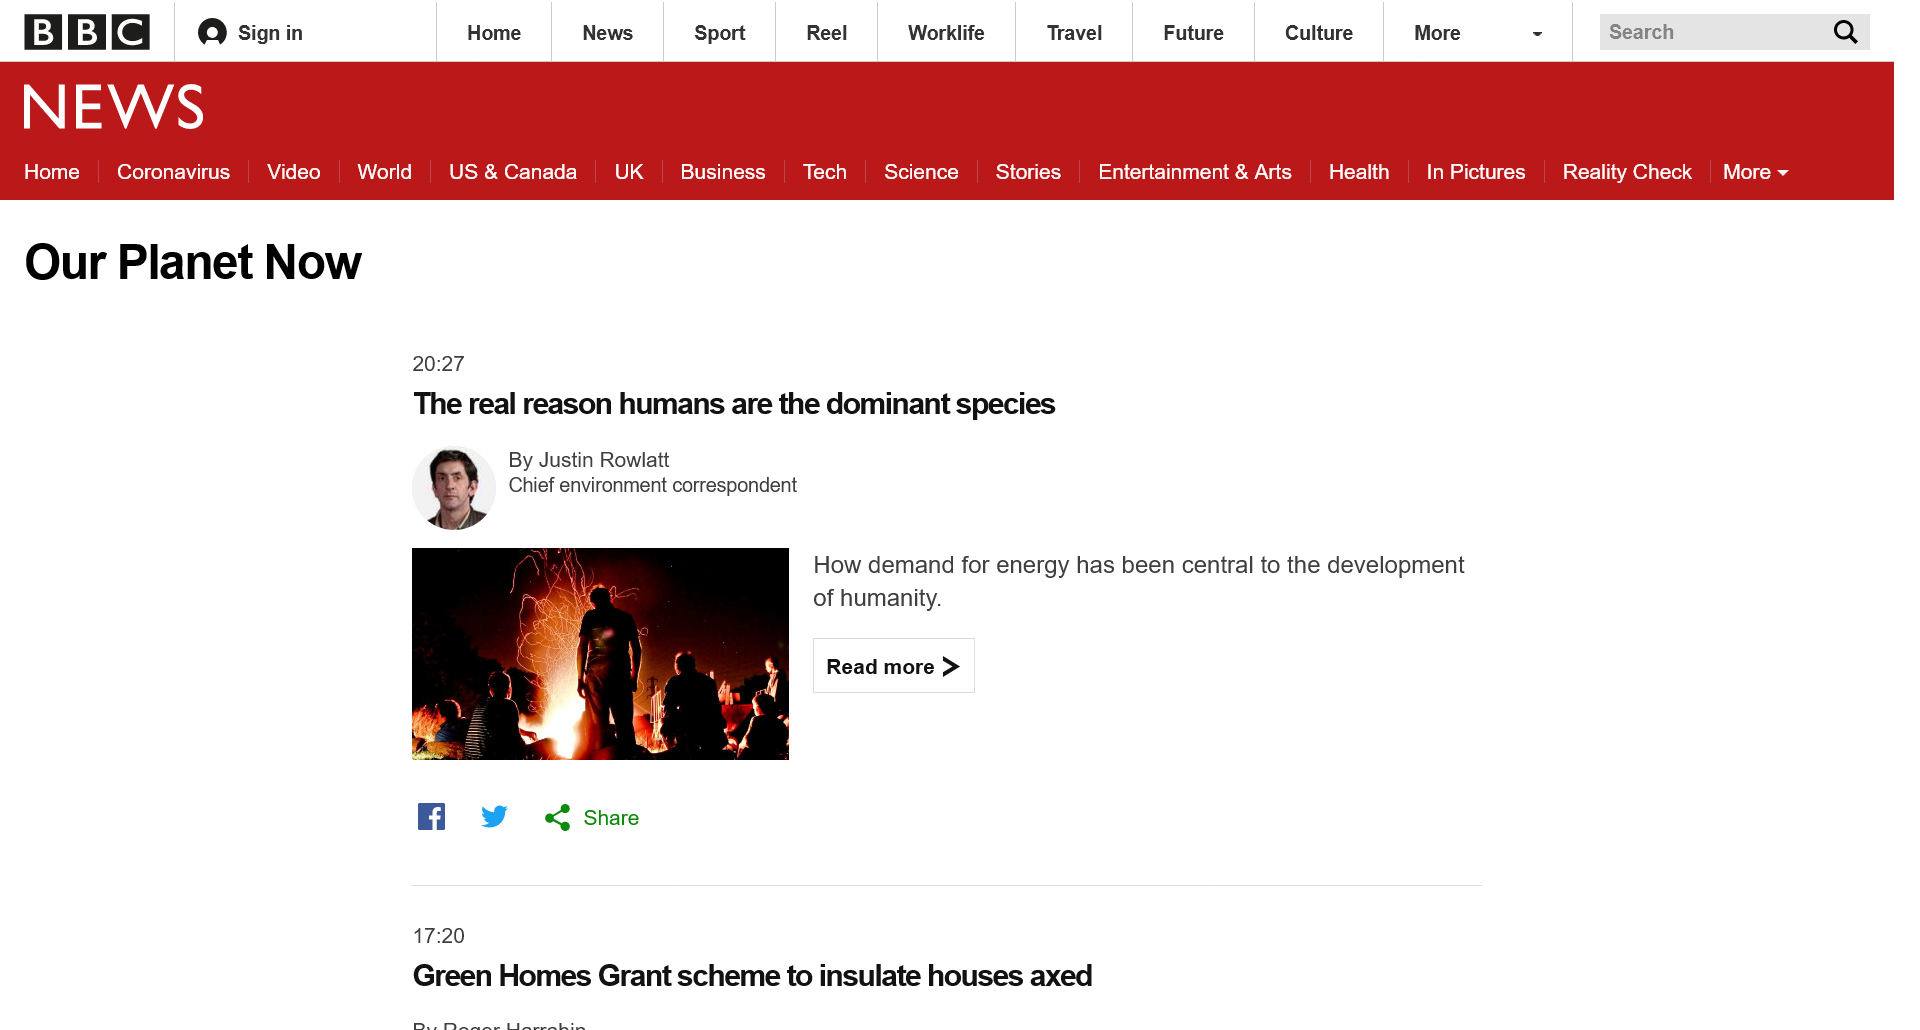 BBC
Sign in
Home
News
Sport
Reel
Worklife
Travel
Future
Culture
More
Search
NEWS
Home
Coronavirus
Video
World
US & Canada
UK
Business
Tech
Science
Stories
Entertainment & Arts
Health
In Pictures
Reality Check
More
Our Planet Now
20:27
The real reason humans are the dominant species
By Justin Rowlatt
Chief environment correspondent
How demand for energy has been central to the development
of humanity.
Read more
Share
17:20
Green Homes Grant scheme to insulate houses axed
By Roger Harrabin